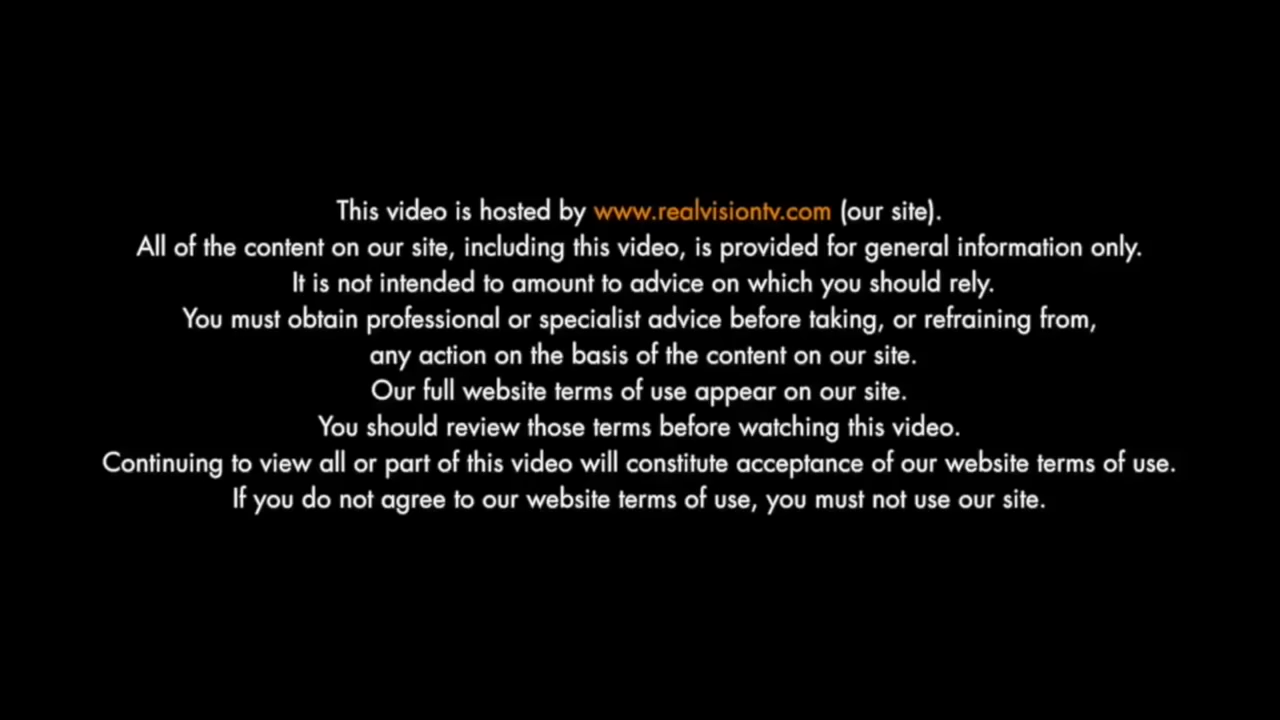 This video is hosted by www.realvisiontv.com (our site).
All of the content on our site, including this video, is provided for general information only.
It is not intended to amount to advice on which you should rely.
You must obtain professional or specialist advice before taking, or refraining from,
any action on the basis of the content on our site.
Our full website terms of use appear on our site.
You should review those terms before watching this video.
Continuing to view all or part of this video will constitute acceptance of our website terms of use.
If you do not agree to our website terms of use, you must not use our site.